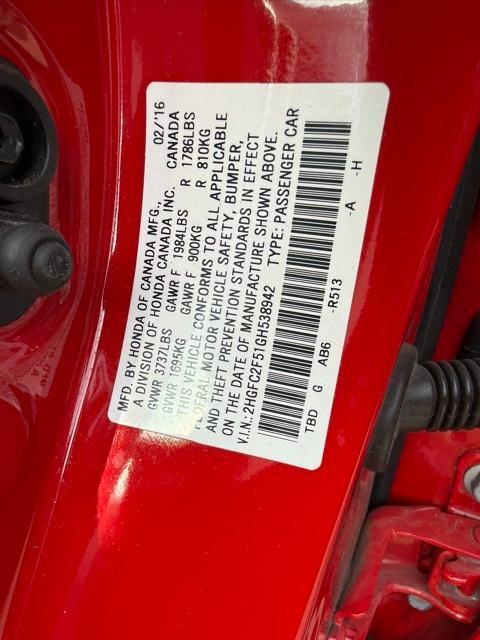 MFD. BY HONDA OF CANADA MFG., 02/'16
A DIVISION OF HONDA CANADA INC. CANADA
GVWR 3737LBS GAWR F 1984LBS R 1786LBS
GVWR 1695KG GAWR F 900KG R 810KG
THIS VEHICLE CONFORMS TO ALL APPLICABLE
FEDERAL MOTOR VEHICLE SAFETY, BUMPER,
AND THEFT PREVENTION STANDARDS IN EFFECT
ON THE DATE OF MANUFACTURE SHOWN ABOVE.
V.I.N.: 2HGFC2F51GH538942 TYPE: PASSENGER CAR
TBD G AB6 -R513 -A -H